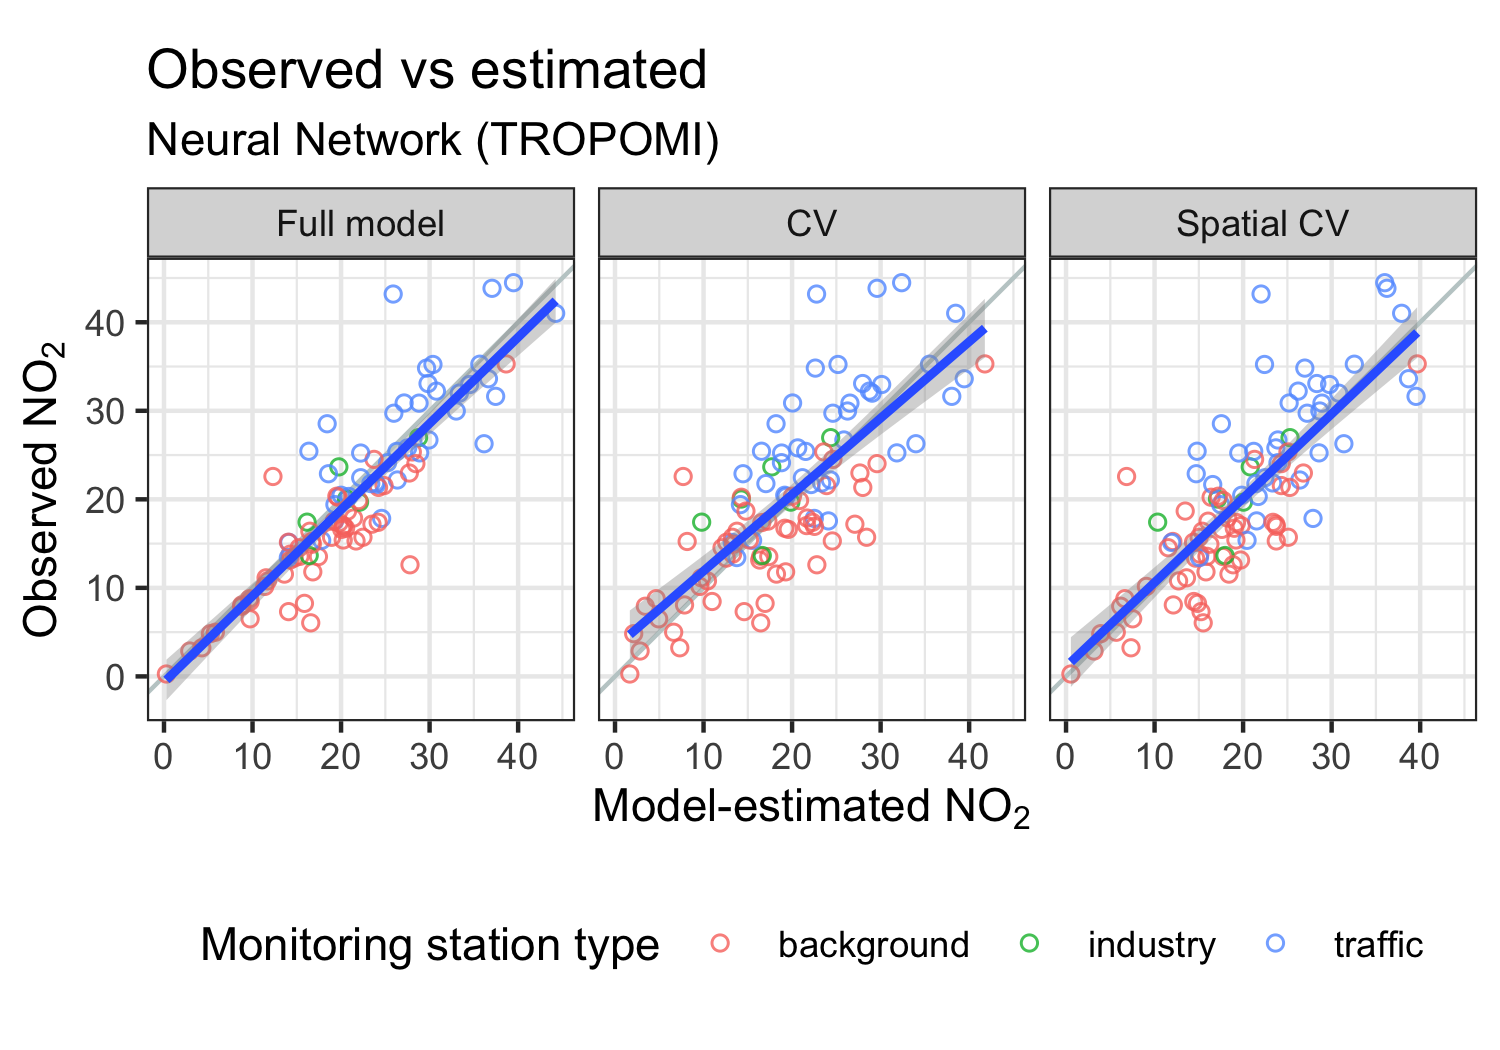 Observed vs estimated
Neural Network (TROPOMI)
Full model CV Spatial CV
Observed NO₂
40
30
20
10
0
0 10 20 30 40 0 10 20 30 40 0 10 20 30 40
Model-estimated NO₂
Monitoring station type background industry traffic